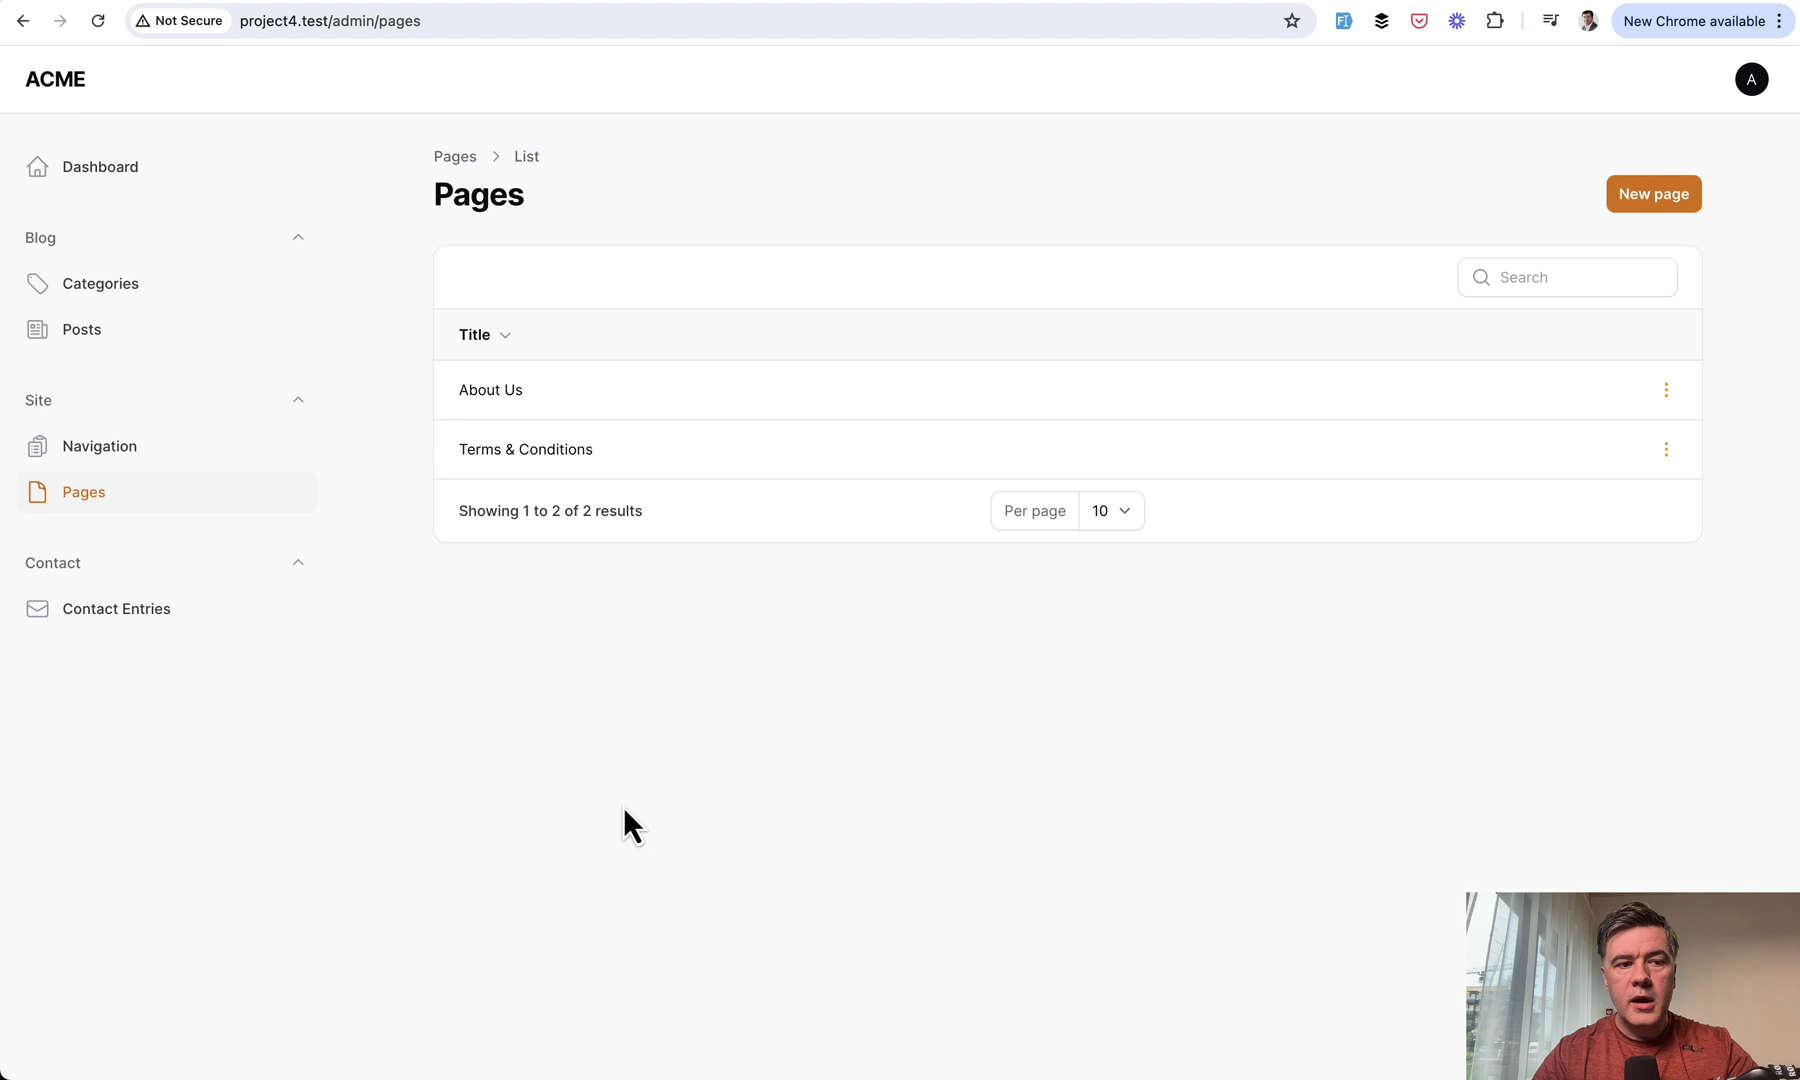 Not Secure project4.test/admin/pages New Chrome available
ACME
A
Dashboard
Blog
Categories
Posts
Site
Navigation
Pages
Contact
Contact Entries
Pages > List
Pages
New page
Search
Title
About Us
Terms & Conditions
Showing 1 to 2 of 2 results
Per page 10